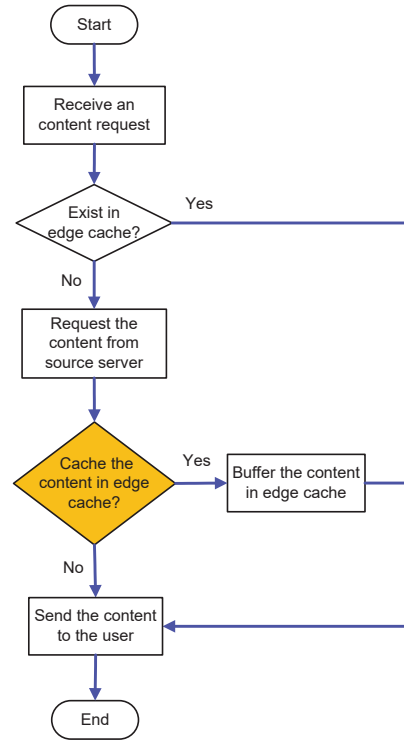 Start
Receive an
content request
Exist in
edge cache?
Yes
No
Request the
content from
source server
Cache the
content in edge
cache?
Yes
Buffer the content
in edge cache
No
Send the content
to the user
End